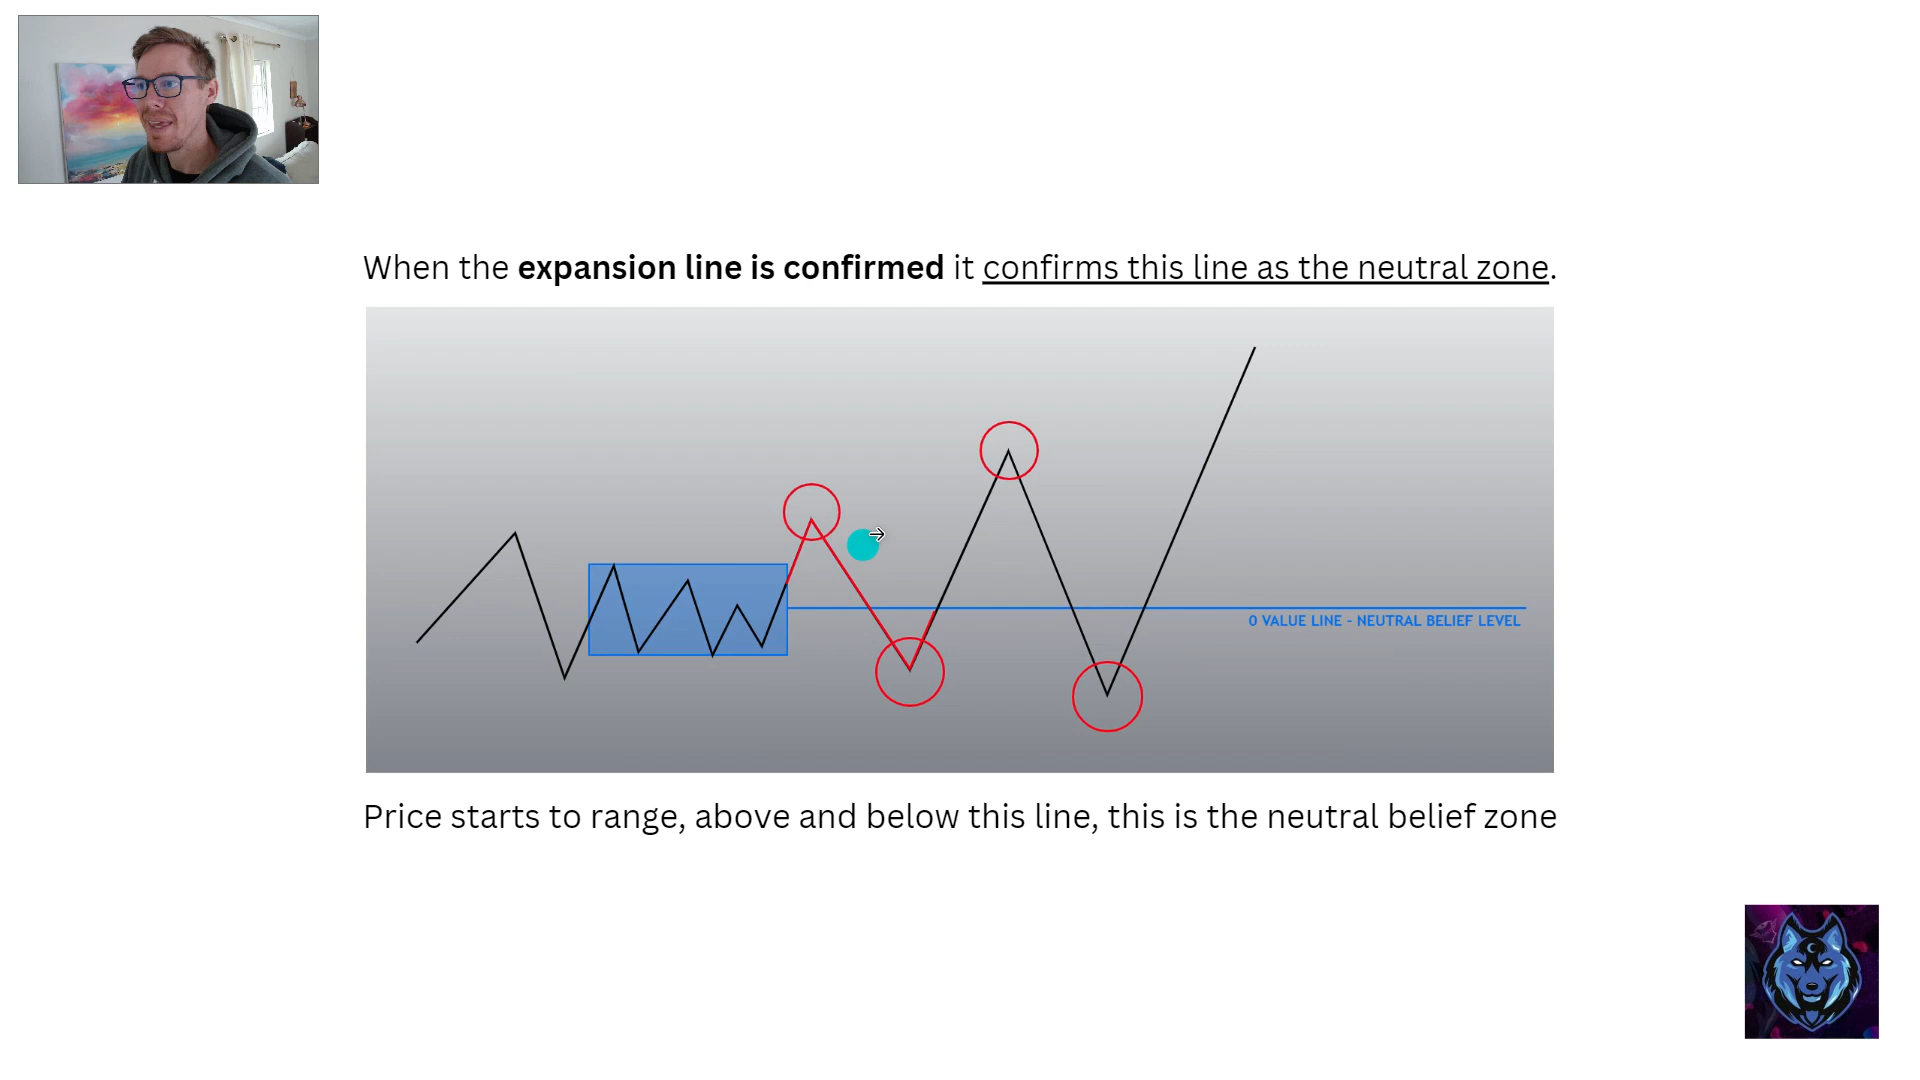 When the expansion line is confirmed it confirms this line as the neutral zone.
0 VALUE LINE - NEUTRAL BELIEF LEVEL
Price starts to range, above and below this line, this is the neutral belief zone